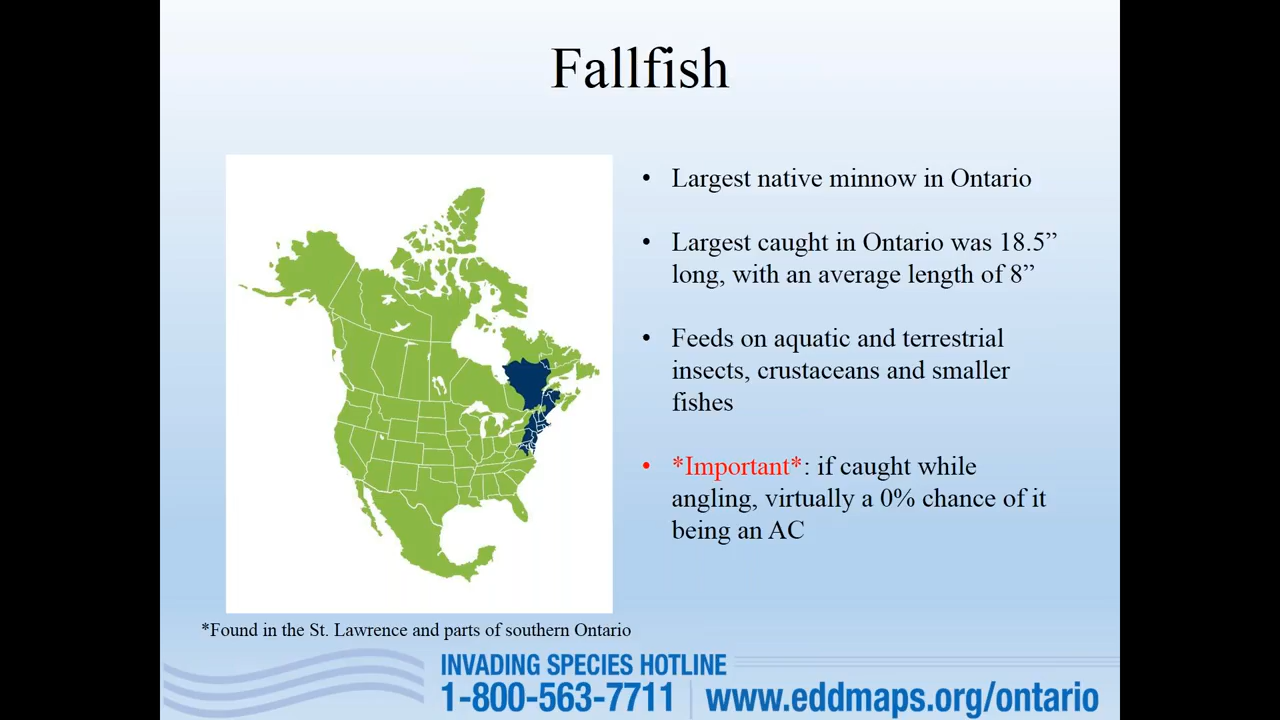 Fallfish
• Largest native minnow in Ontario
• Largest caught in Ontario was 18.5”
long, with an average length of 8”
• Feeds on aquatic and terrestrial
insects, crustaceans and smaller
fishes
• *Important*: if caught while
angling, virtually a 0% chance of it
being an AC
*Found in the St. Lawrence and parts of southern Ontario
INVADING SPECIES HOTLINE
1-800-563-7711 | www.eddmaps.org/ontario